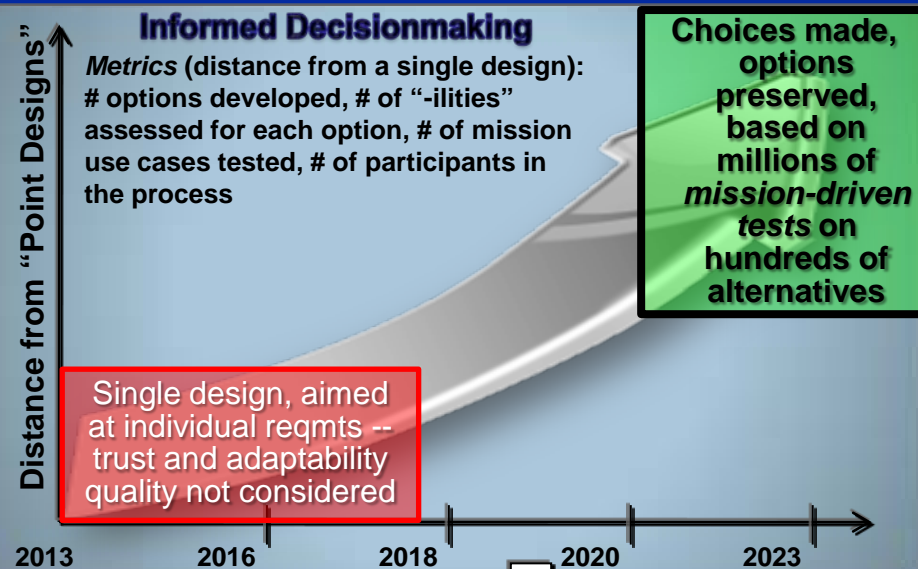 Informed Decisionmaking
Metrics (distance from a single design):
# options developed, # of “-ilities”
assessed for each option, # of mission
use cases tested, # of participants in
the process
Choices made,
options
preserved,
based on
millions of
mission-driven
tests on
hundreds of
alternatives
Distance from “Point Designs”
Single design, aimed
at individual reqmts --
trust and adaptability
quality not considered
2013 2016 2018 2020 2023